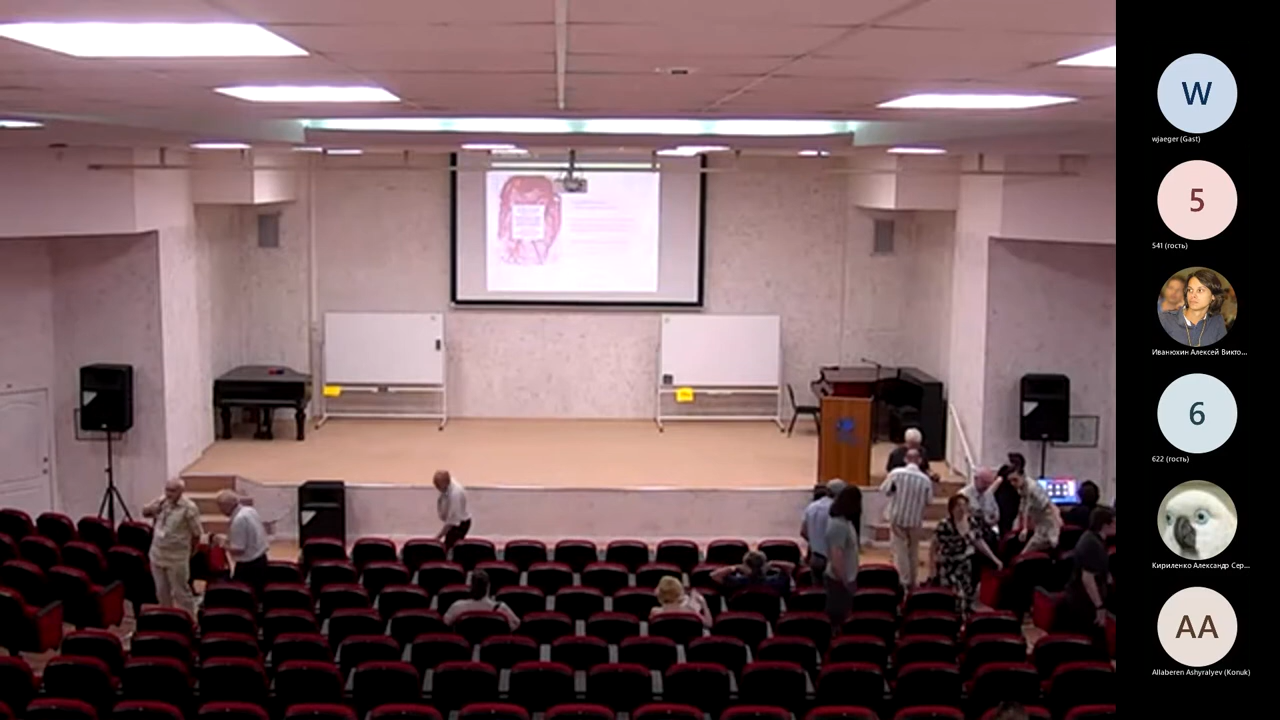 W
wjaeger (Gast)
5
541 (гость)
Иванюхин Алексей Викто...
6
622 (гость)
Кириленко Александр Сер...
AA
Allaberen Ashyralyev (Konuk)